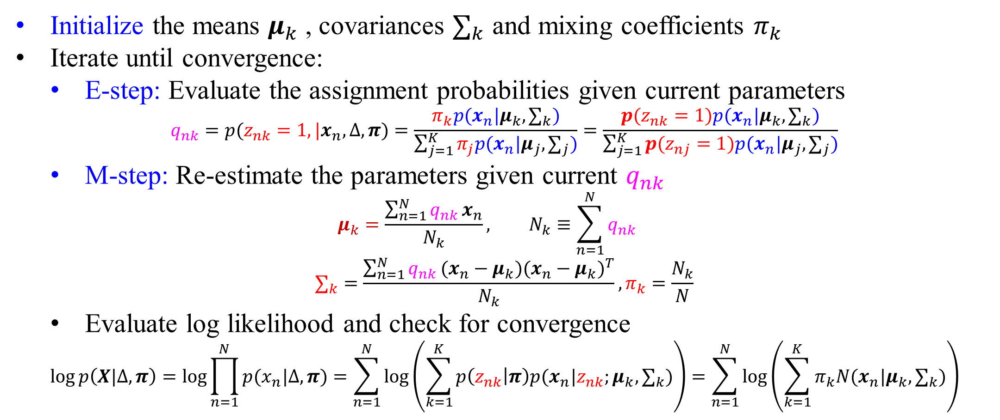 • Initialize the means 𝝁ₖ , covariances ∑ₖ and mixing coefficients πₖ
• Iterate until convergence:
• E-step: Evaluate the assignment probabilities given current parameters
$q_{nk} = p(z_{nk} = 1, | \boldsymbol{x}_n, \Delta, \boldsymbol{\pi}) = \frac{\pi_k p(\boldsymbol{x}_n | \boldsymbol{\mu}_k, \sum_k)}{\sum_{j=1}^{K} \pi_j p(\boldsymbol{x}_n | \boldsymbol{\mu}_j, \sum_j)} = \frac{\boldsymbol{p}(z_{nk} = 1) p(\boldsymbol{x}_n | \boldsymbol{\mu}_k, \sum_k)}{\sum_{j=1}^{K} \boldsymbol{p}(z_{nj} = 1) p(\boldsymbol{x}_n | \boldsymbol{\mu}_j, \sum_j)}$
• M-step: Re-estimate the parameters given current $q_{nk}$
$\boldsymbol{\mu}_k = \frac{\sum_{n=1}^{N} q_{nk} \boldsymbol{x}_n}{N_k}, \quad N_k \equiv \sum_{n=1}^{N} q_{nk}$
$\sum_k = \frac{\sum_{n=1}^{N} q_{nk} (\boldsymbol{x}_n - \boldsymbol{\mu}_k)(\boldsymbol{x}_n - \boldsymbol{\mu}_k)^T}{N_k}, \pi_k = \frac{N_k}{N}$
• Evaluate log likelihood and check for convergence
$\log p(\boldsymbol{X} | \Delta, \boldsymbol{\pi}) = \log \prod_{n=1}^{N} p(x_n | \Delta, \boldsymbol{\pi}) = \sum_{n=1}^{N} \log \left( \sum_{k=1}^{K} p(z_{nk} | \boldsymbol{\pi}) p(\boldsymbol{x}_n | z_{nk}; \boldsymbol{\mu}_k, \sum_k) \right) = \sum_{n=1}^{N} \log \left( \sum_{k=1}^{K} \pi_k N(\boldsymbol{x}_n | \boldsymbol{\mu}_k, \sum_k) \right)$